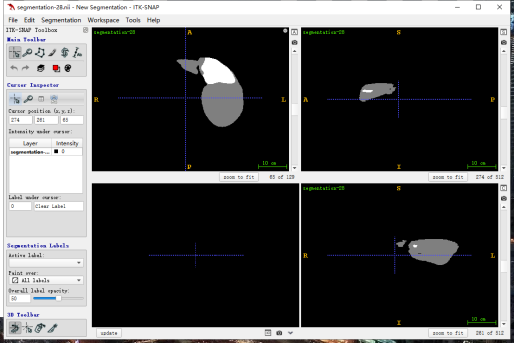 segmentation-28.nii - New Segmentation - ITK-SNAP
File Edit Segmentation Workspace Tools Help
ITK-SNAP Toolbox
Main Toolbar
Cursor Inspector
Cursor position (x,y,z):
274 261 65
Intensity under cursor:
Layer Intensity
segmentation-... 0
Label under cursor:
0 Clear Label
Segmentation Labels
Active label:
Paint over:
All labels
Overall label opacity:
50
3D Toolbar
segmentation-28
A
R
L
P
10 cm
zoom to fit 65 of 129
segmentation-28
S
A
P
I
10 cm
zoom to fit 274 of 512
update
segmentation-28
S
R
L
I
10 cm
zoom to fit 261 of 512